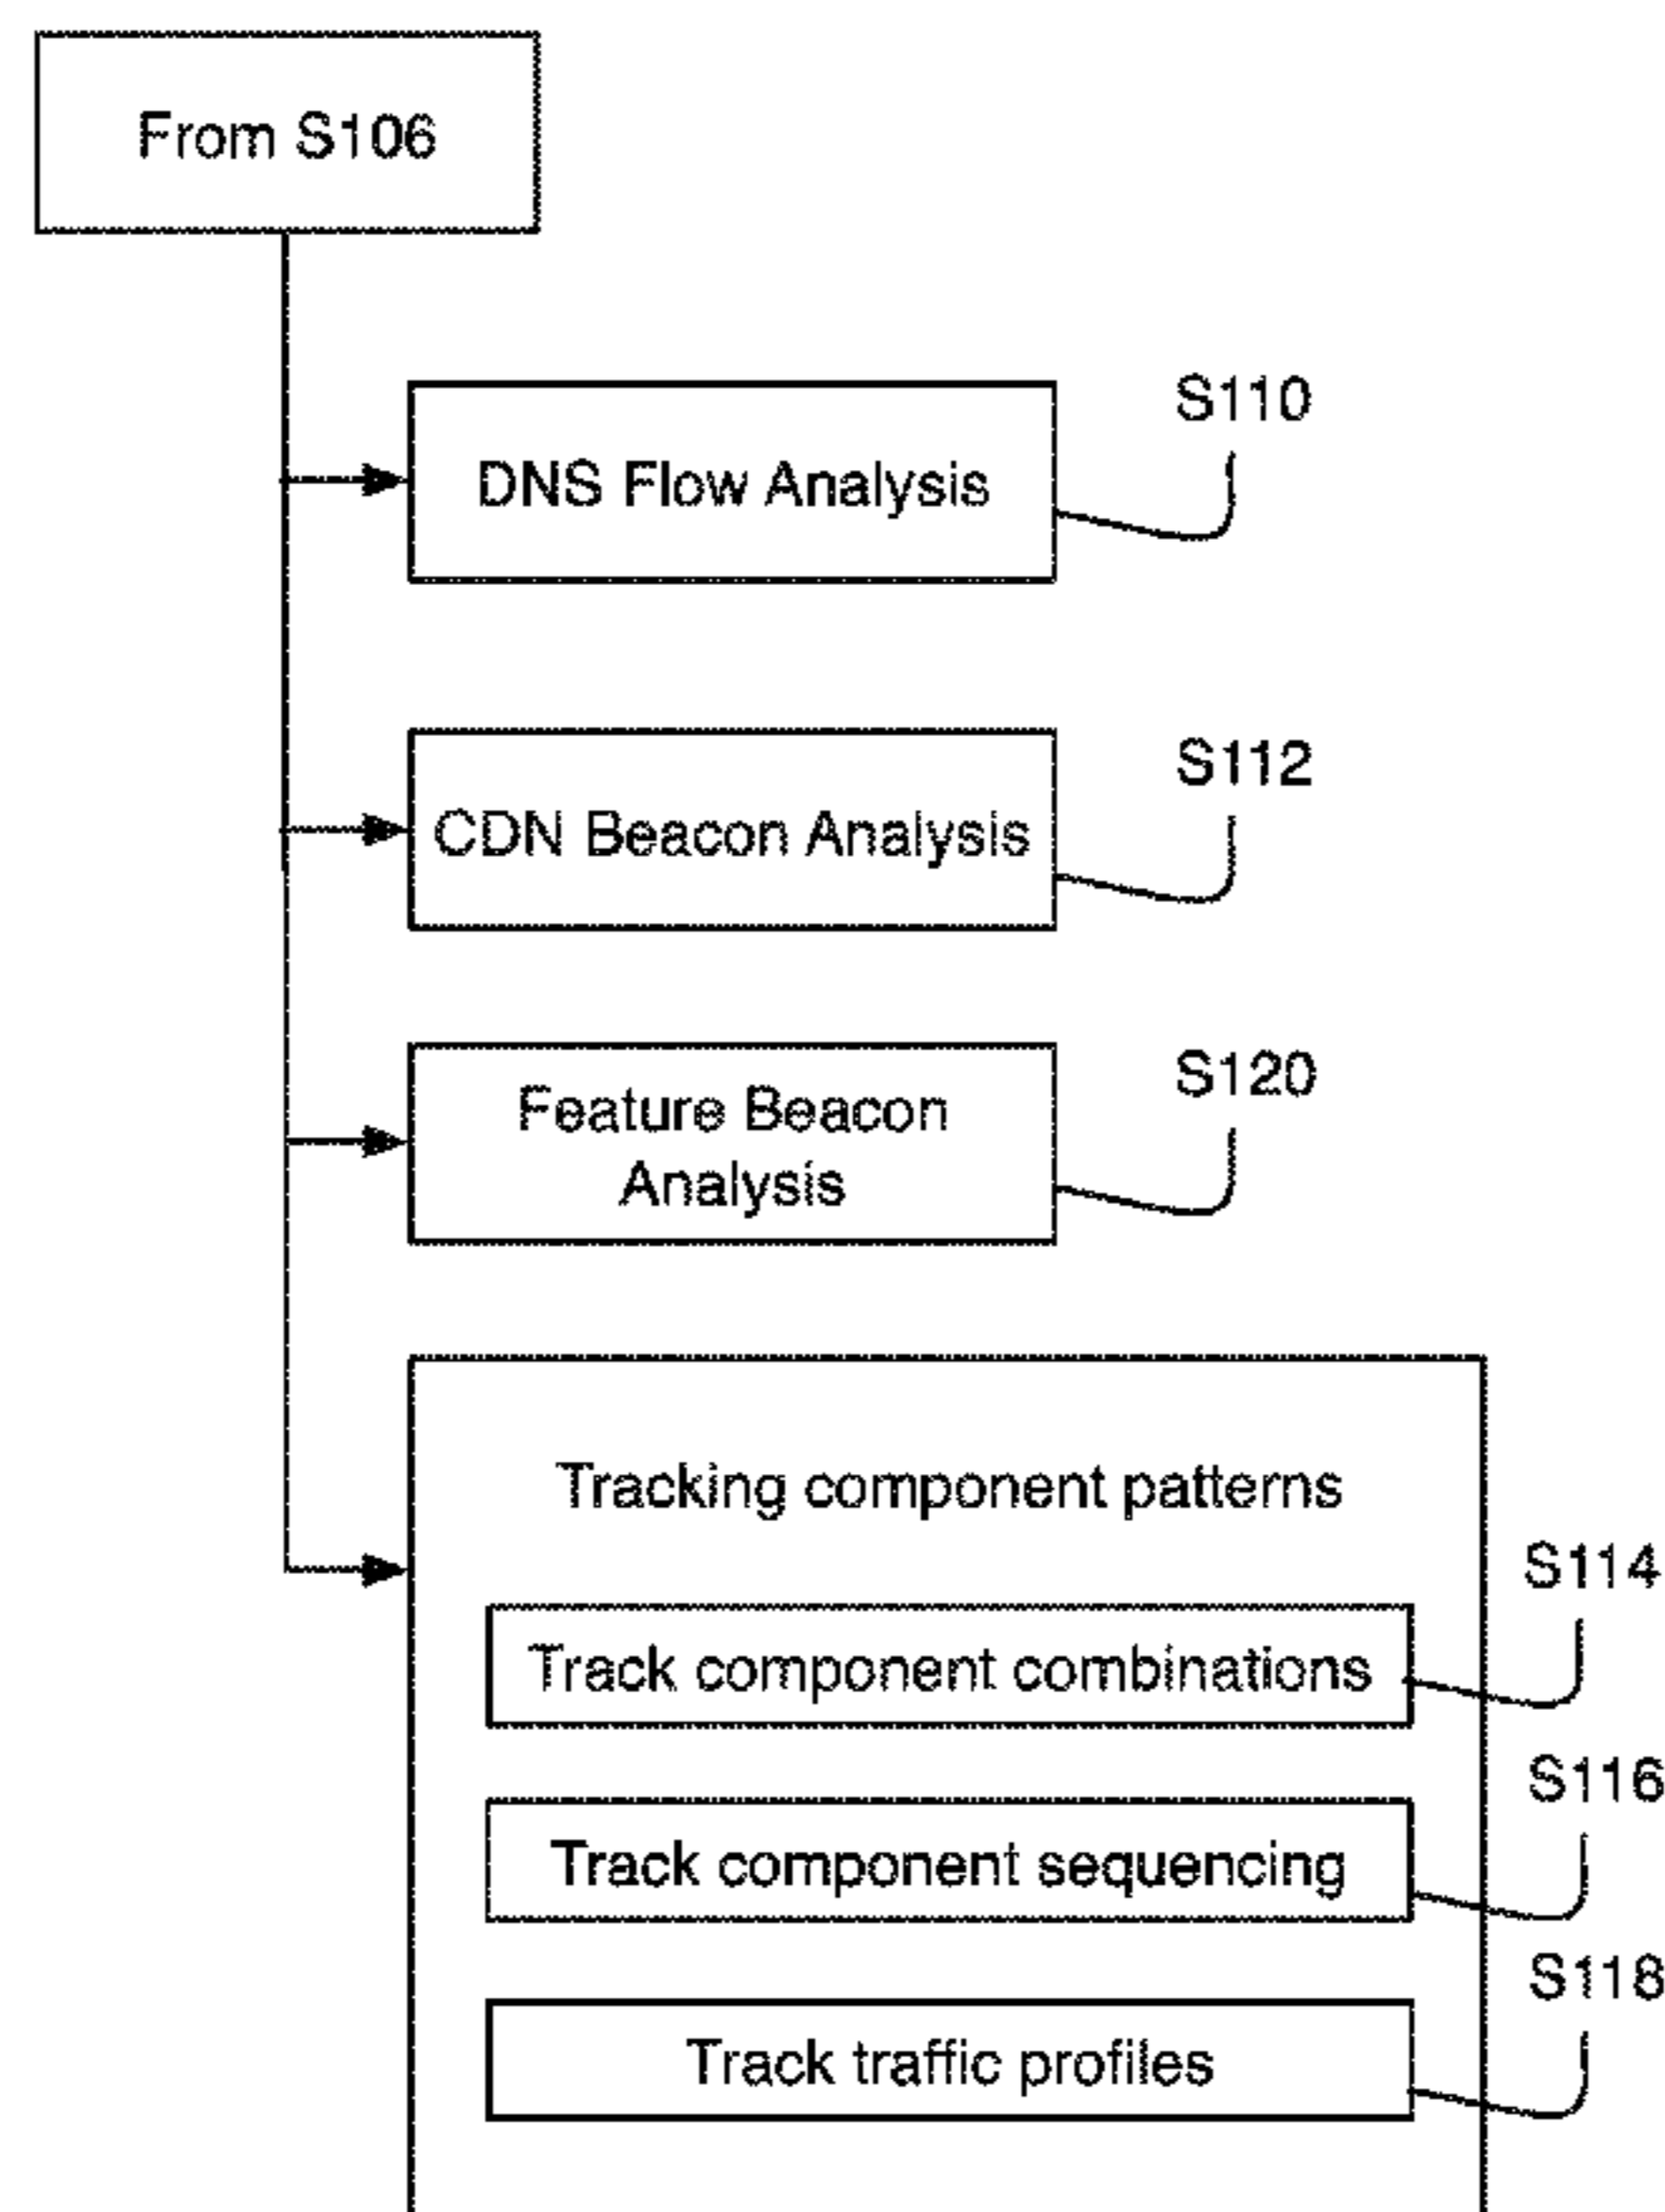 From S106
S110
DNS Flow Analysis
S112
CDN Beacon Analysis
S120
Feature Beacon
Analysis
Tracking component patterns
S114
Track component combinations
S116
Track component sequencing
S118
Track traffic profiles